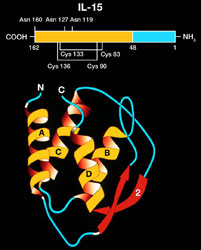 IL-15
Asn 160 Asn 127 Asn 119
COOH NH2
162 48 1
Cys 133 Cys 83
Cys 136 Cys 90
N C
A
C B
D
2